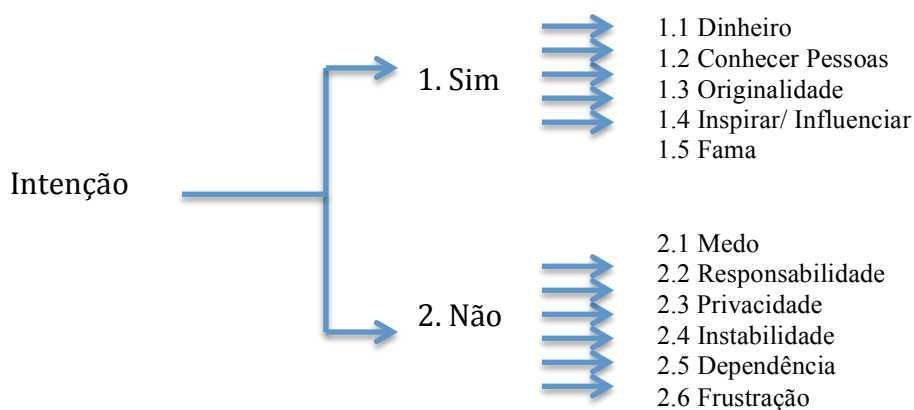 Intenção
1. Sim
1.1 Dinheiro
1.2 Conhecer Pessoas
1.3 Originalidade
1.4 Inspirar/ Influenciar
1.5 Fama
2. Não
2.1 Medo
2.2 Responsabilidade
2.3 Privacidade
2.4 Instabilidade
2.5 Dependência
2.6 Frustração